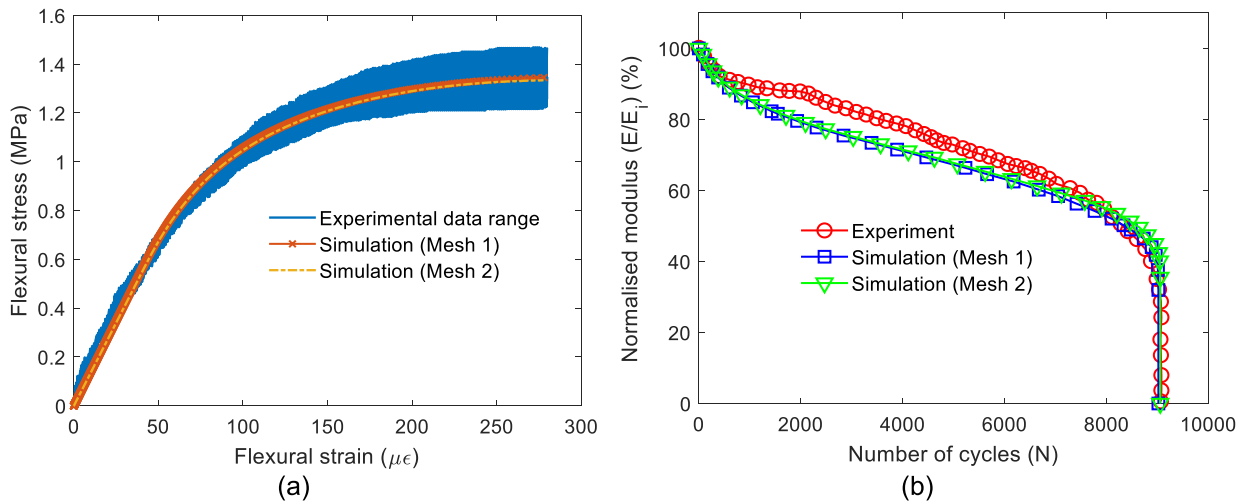 1.6
1.4
1.2
1
0.8
0.6
0.4
0.2
0
Flexural stress (MPa)
Experimental data range
Simulation (Mesh 1)
Simulation (Mesh 2)
0 50 100 150 200 250 300
Flexural strain (με)
(a)
100
80
60
40
20
0
Normalised modulus (E/Ei) (%)
Experiment
Simulation (Mesh 1)
Simulation (Mesh 2)
0 2000 4000 6000 8000 10000
Number of cycles (N)
(b)